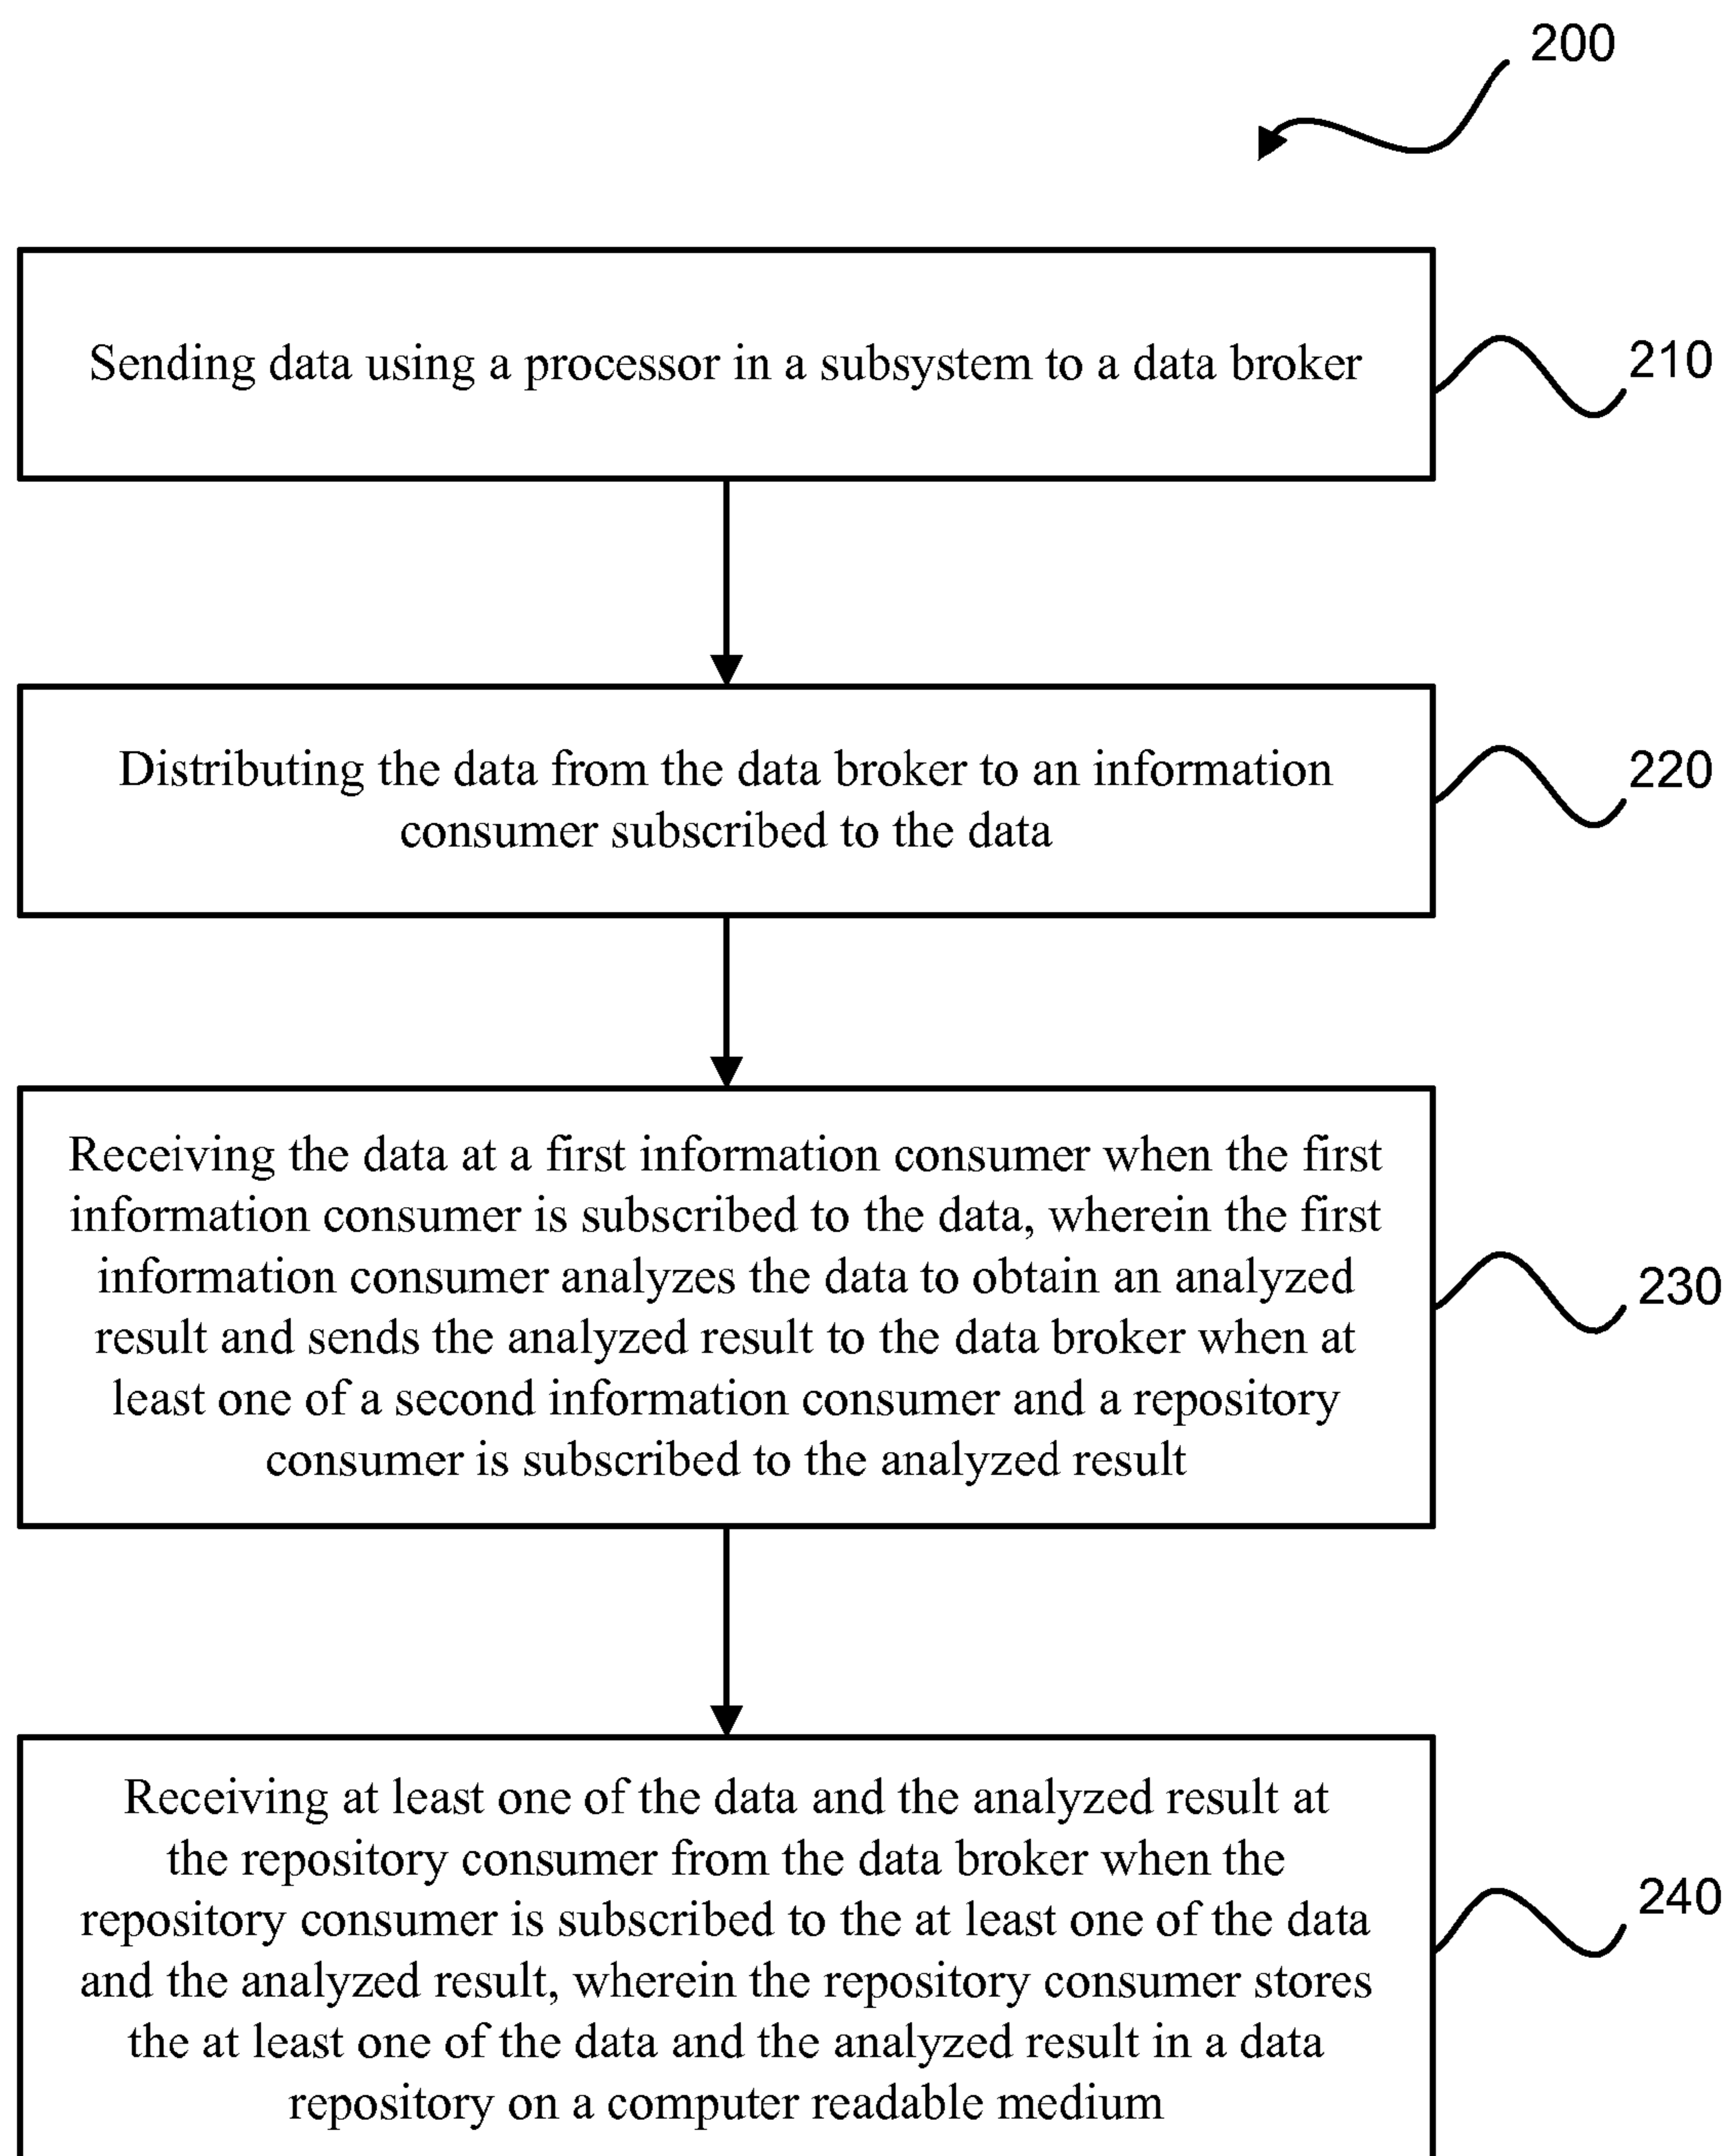 200
Sending data using a processor in a subsystem to a data broker
210
Distributing the data from the data broker to an information
consumer subscribed to the data
220
Receiving the data at a first information consumer when the first
information consumer is subscribed to the data, wherein the first
information consumer analyzes the data to obtain an analyzed
result and sends the analyzed result to the data broker when at
least one of a second information consumer and a repository
consumer is subscribed to the analyzed result
230
Receiving at least one of the data and the analyzed result at
the repository consumer from the data broker when the
repository consumer is subscribed to the at least one of the data
and the analyzed result, wherein the repository consumer stores
the at least one of the data and the analyzed result in a data
repository on a computer readable medium
240